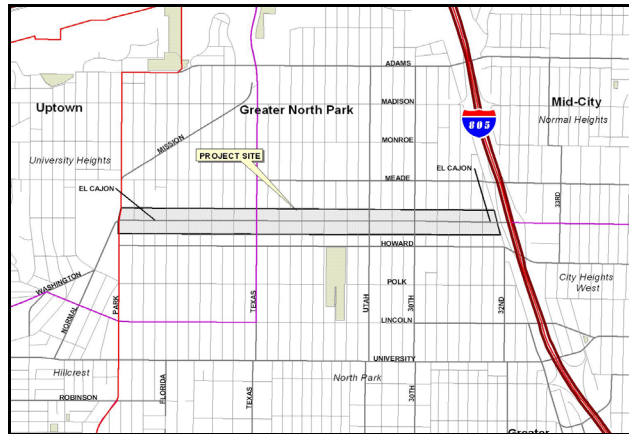 ADAMS
MADISON
Mid-City
Uptown
Greater North Park
Normal Heights
805
MONROE
MISSION
University Heights
PROJECT SITE
EL CAJON
MEADE
EL CAJON
33RD
HOWARD
WASHINGTON
City Heights
West
POLK
PARK
TEXAS
UTAH
30TH
32ND
NORMAL
LINCOLN
UNIVERSITY
Hillcrest
North Park
ROBINSON
FLORIDA
TEXAS
30TH
Greater